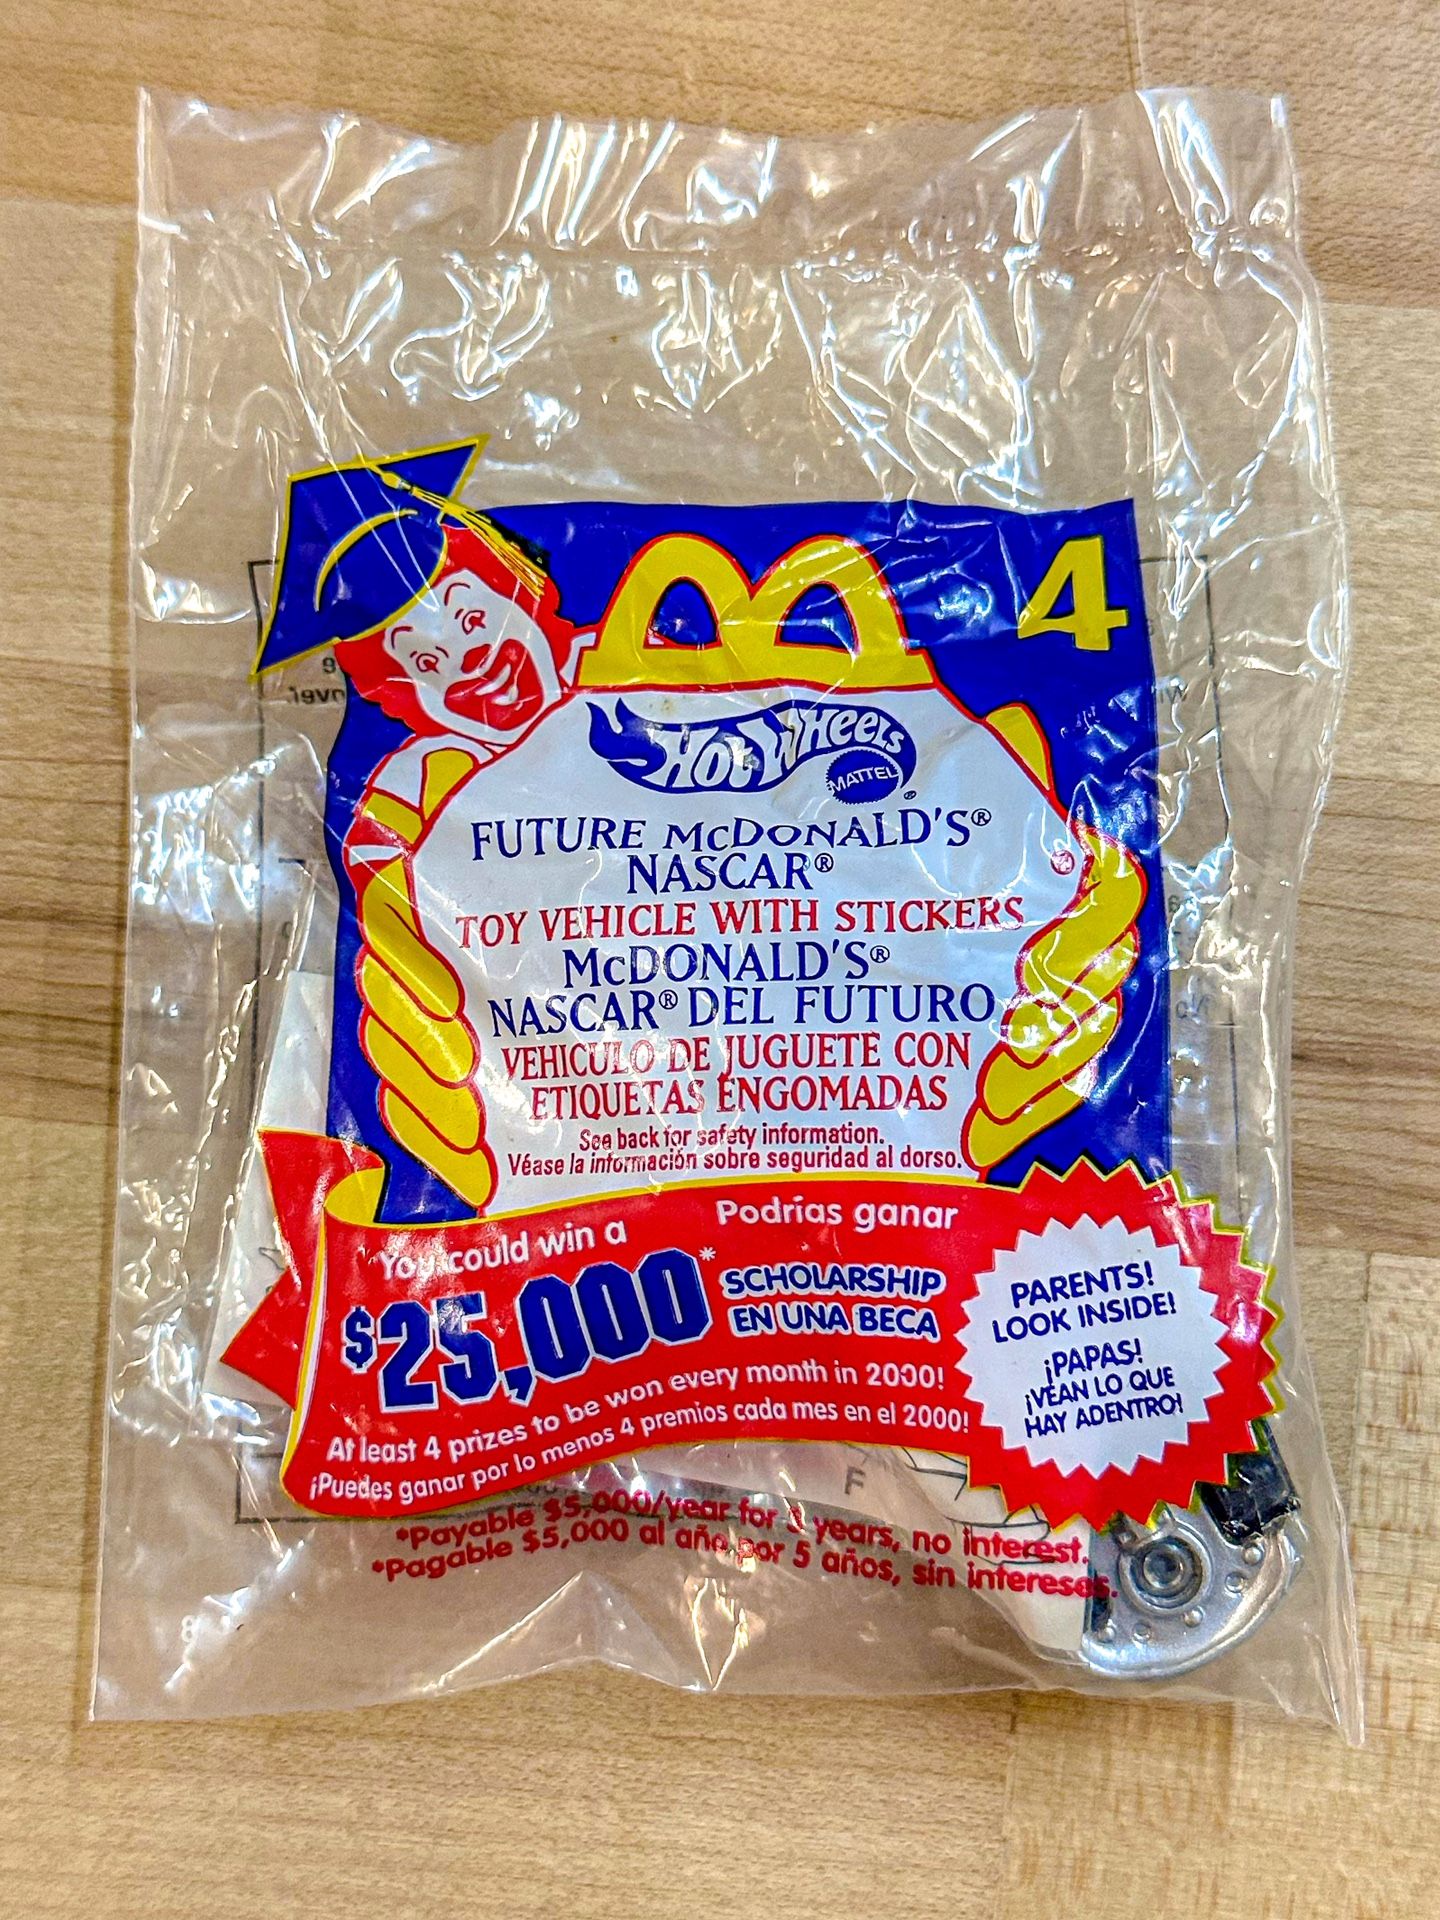 4
Hot Wheels
MATTEL
®
FUTURE McDONALD'S®
NASCAR®
TOY VEHICLE WITH STICKERS
McDONALD'S®
NASCAR® DEL FUTURO
VEHICULO DE JUGUETE CON
ETIQUETAS ENGOMADAS
See back for safety information.
Véase la información sobre seguridad al dorso.
You could win a
Podrías ganar
$25,000*
SCHOLARSHIP
EN UNA BECA
At least 4 prizes to be won every month in 2000!
¡Puedes ganar por lo menos 4 premios cada mes en el 2000!
PARENTS!
LOOK INSIDE!
¡PAPAS!
¡VEAN LO QUE
HAY ADENTRO!
*Payable $5,000/year for 5 years, no interest.
*Pagable $5,000 al año por 5 años, sin intereses.
F